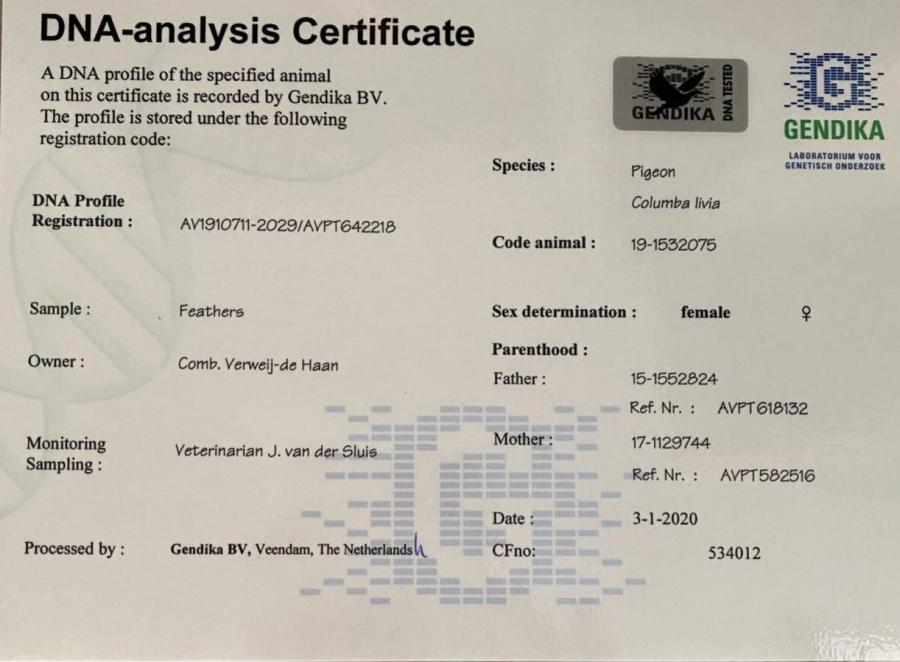 DNA-analysis Certificate
A DNA profile of the specified animal
on this certificate is recorded by Gendika BV.
The profile is stored under the following
registration code:
GENDIKA
DNA TESTED
GENDIKA
LABORATORIUM VOOR
GENETISCH ONDERZOEK
DNA Profile
Registration : AV1910711-2029/AVPT642218
Sample : Feathers
Owner : Comb. Verweij-de Haan
Monitoring
Sampling : Veterinarian J. van der Sluis
Processed by : Gendika BV, Veendam, The Netherlands
Species : Pigeon
Columba livia
Code animal : 19-1532075
Sex determination : female ♀
Parenthood :
Father : 15-1552824
Ref. Nr. : AVPT618132
Mother : 17-1129744
Ref. Nr. : AVPT582516
Date : 3-1-2020
CFno: 534012